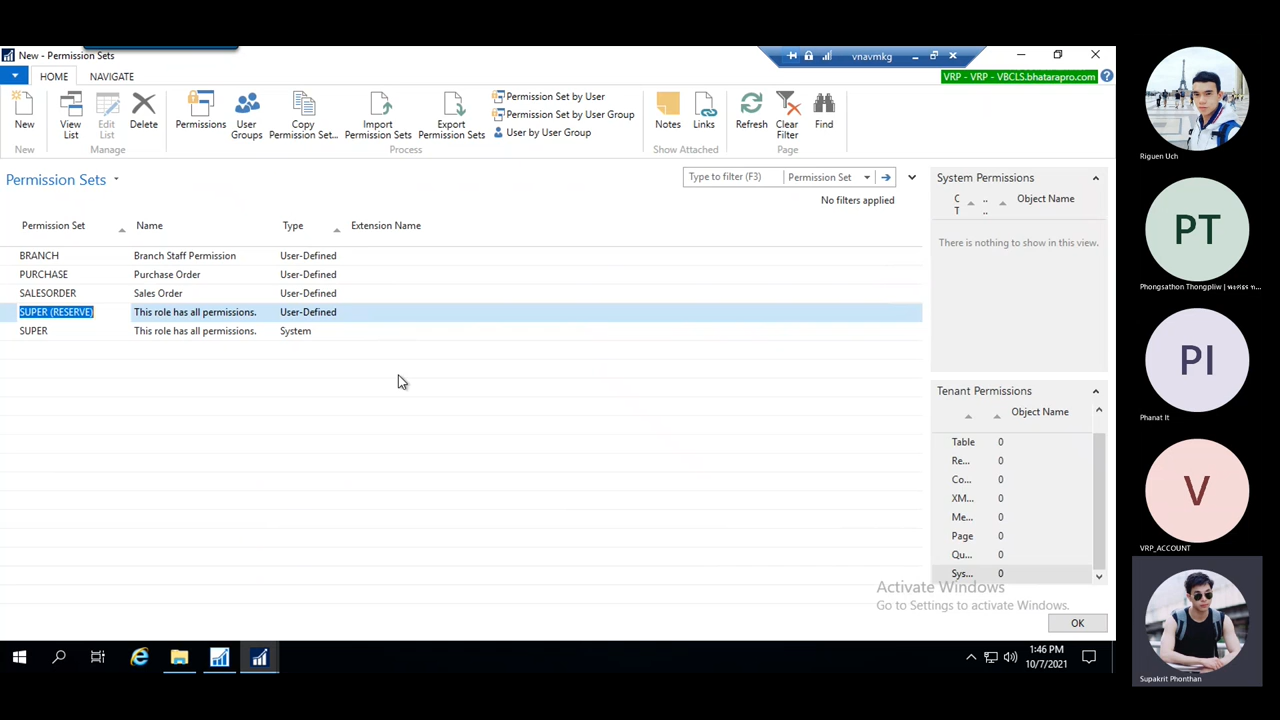 New - Permission Sets
vnavmkg
HOME
NAVIGATE
VRP - VRP - VBCLS.bhatarapro.com
New
View List
Edit List
Delete
Permissions
User Groups
Copy Permission Set...
Import Permission Sets
Export Permission Sets
Permission Set by User
Permission Set by User Group
User by User Group
Notes
Links
Refresh
Clear Filter
Find
New
Manage
Process
Show Attached
Page
Permission Sets
Type to filter (F3)
Permission Set
No filters applied
Permission Set Name Type Extension Name
BRANCH Branch Staff Permission User-Defined
PURCHASE Purchase Order User-Defined
SALESORDER Sales Order User-Defined
SUPER (RESERVE) This role has all permissions. User-Defined
SUPER This role has all permissions. System
System Permissions
C
T
..
..
Object Name
There is nothing to show in this view.
Tenant Permissions
Object Name
Table 0
Re... 0
Co... 0
XM... 0
Me... 0
Page 0
Qu... 0
Sys... 0
Activate Windows
Go to Settings to activate Windows.
OK
1:46 PM
10/7/2021
Riguen Uch
PT
Phongsathon Thongpliw |
PI
Phanat It
V
VRP_ACCOUNT
Supakrit Phonthan